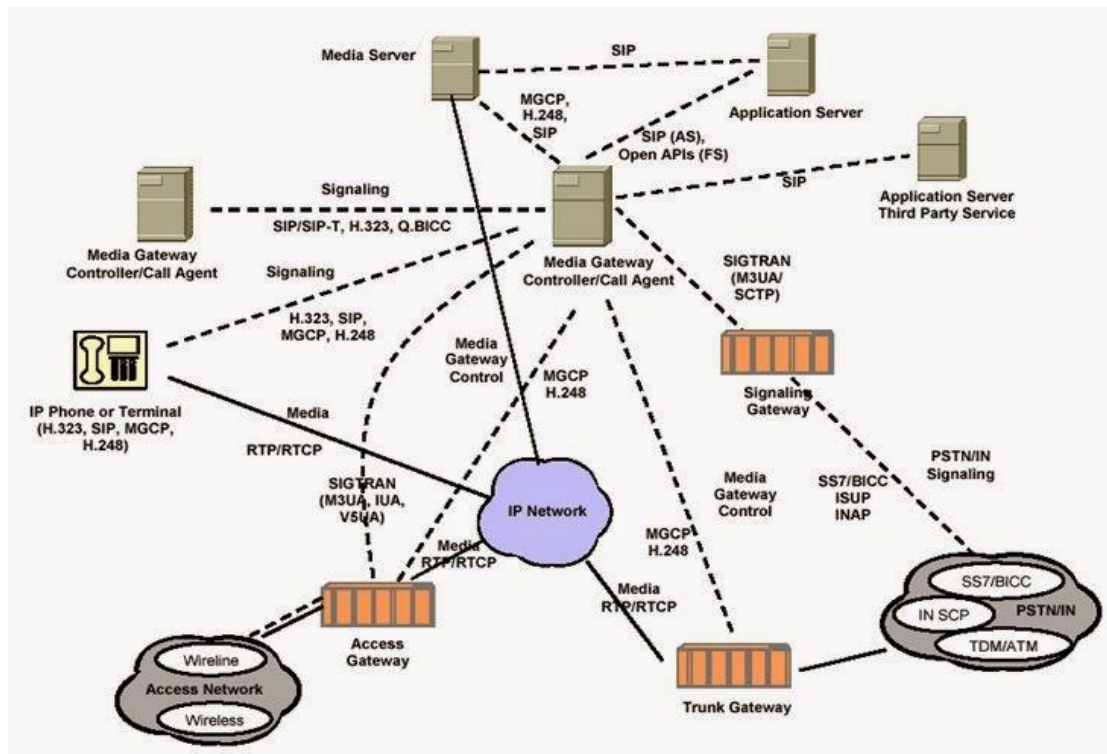 Media Server
SIP
Application Server
MGCP,
H.248,
SIP
SIP (AS),
Open APIs (FS)
SIP
Application Server
Third Party Service
Signaling
SIP/SIP-T, H.323, Q.BICC
Media Gateway
Controller/Call Agent
Media Gateway
Controller/Call Agent
Signaling
H.323, SIP,
MGCP, H.248
SIGTRAN
(M3UA/
SCTP)
Signaling
Gateway
IP Phone or Terminal
(H.323, SIP, MGCP,
H.248)
Media
RTP/RTCP
Media
Gateway
Control
MGCP
H.248
SIGTRAN
(M3UA, IUA,
V5UA)
IP Network
Media
RTP/RTCP
Media
RTP/RTCP
MGCP
H.248
Media
Gateway
Control
SS7/BICC
ISUP
INAP
PSTN/IN
Signaling
SS7/BICC
IN SCP
PSTN/IN
TDM/ATM
Access
Gateway
Wireline
Access Network
Wireless
Trunk Gateway